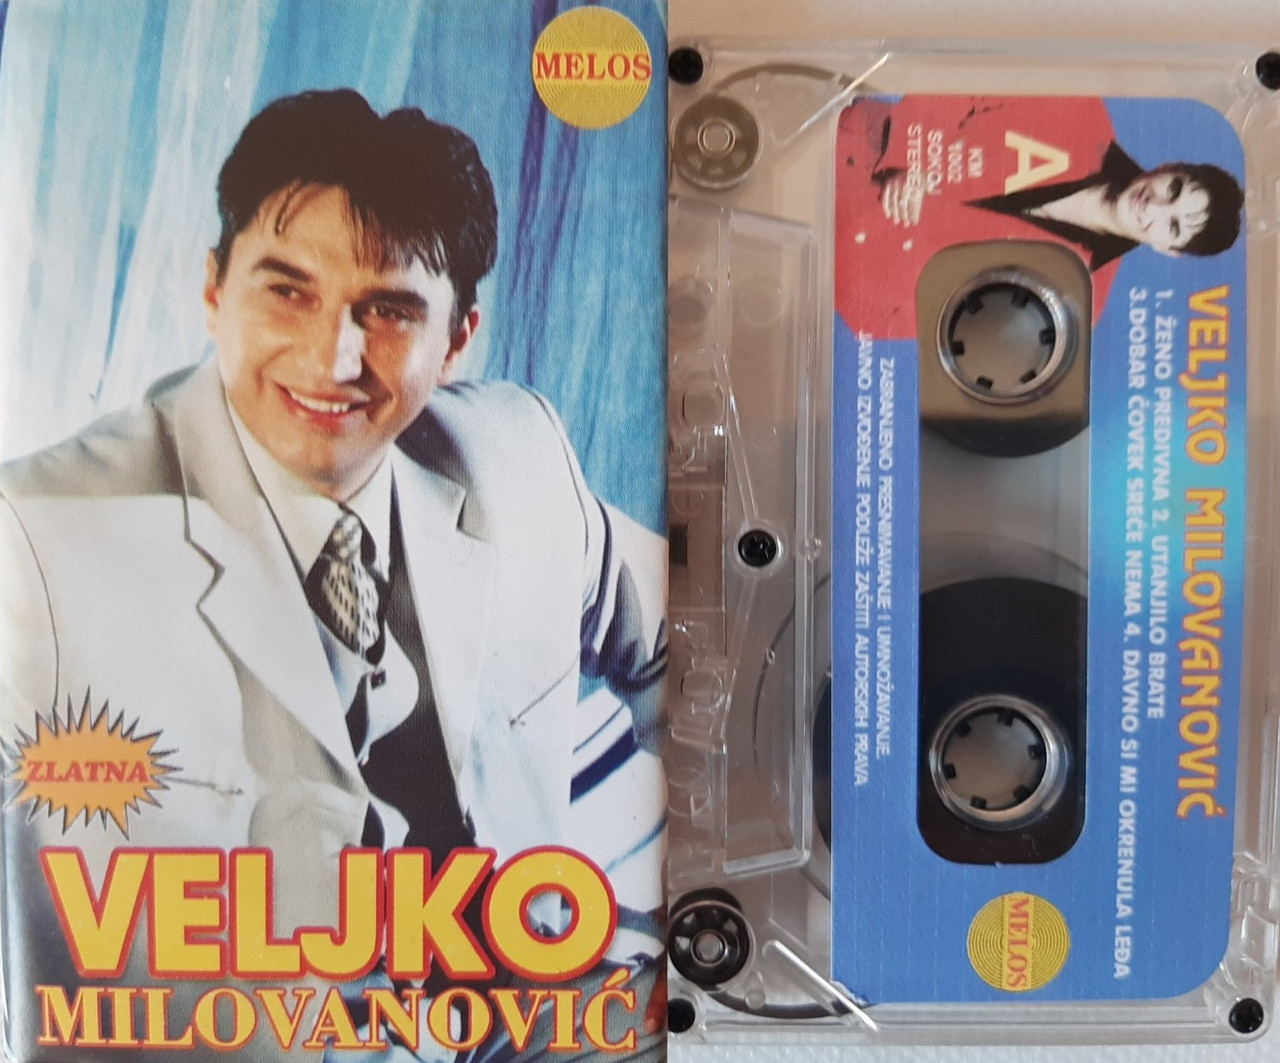 MELOS
ZLATNA
VELJKO
MILOVANOVIĆ
A
KM
1002
SOKOJ
STEREO
VELJKO MILOVANOVIĆ
1. ŽENO PREDIVNA 2. UTANJILO BRATE
3.DOBAR ČOVEK SREĆE NEMA 4. DAVNO SI MI OKRENULA LEĐA
ZABRANJENO PRESNIMAVANJE I UMNOŽAVANJE.
JAVNO IZVOĐENJE PODLEŽE ZAŠTITI AUTORSKIH PRAVA
MELOS